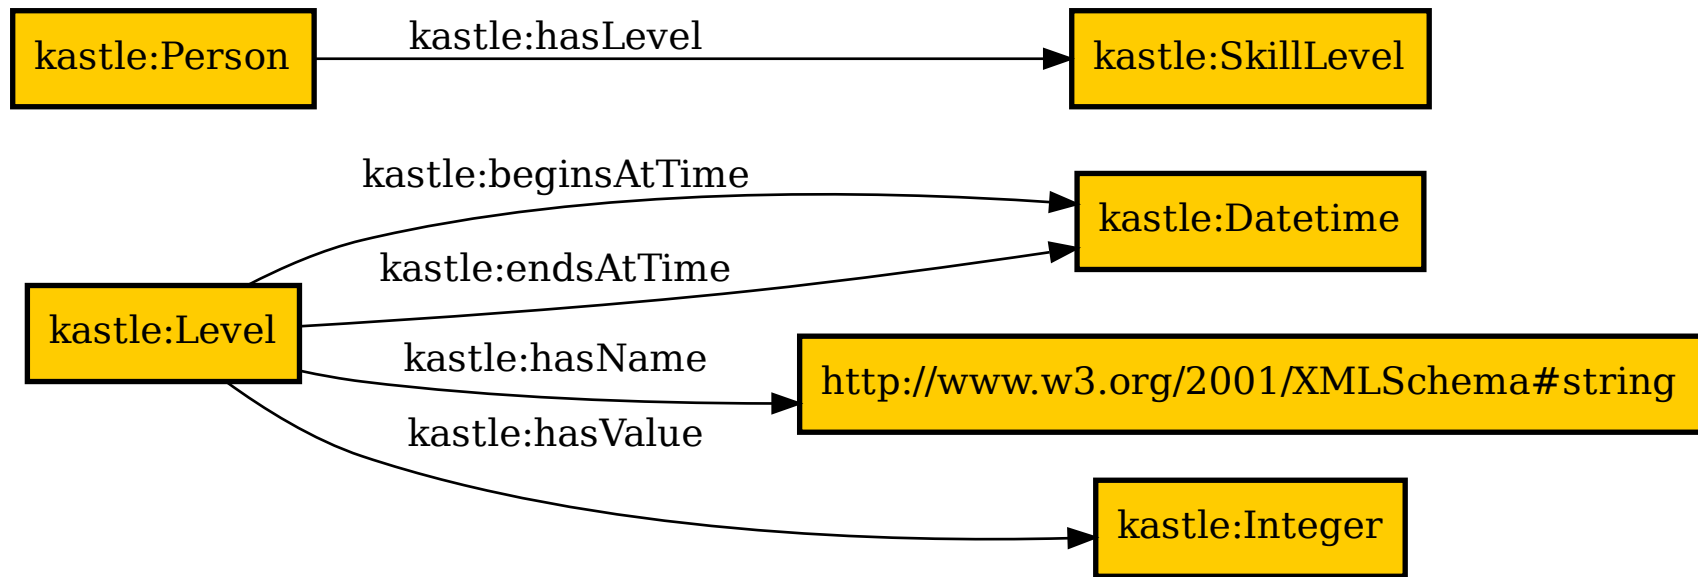 kastle:Person
kastle:hasLevel
kastle:SkillLevel
kastle:beginsAtTime
kastle:Datetime
kastle:endsAtTime
kastle:Level
kastle:hasName
http://www.w3.org/2001/XMLSchema#string
kastle:hasValue
kastle:Integer